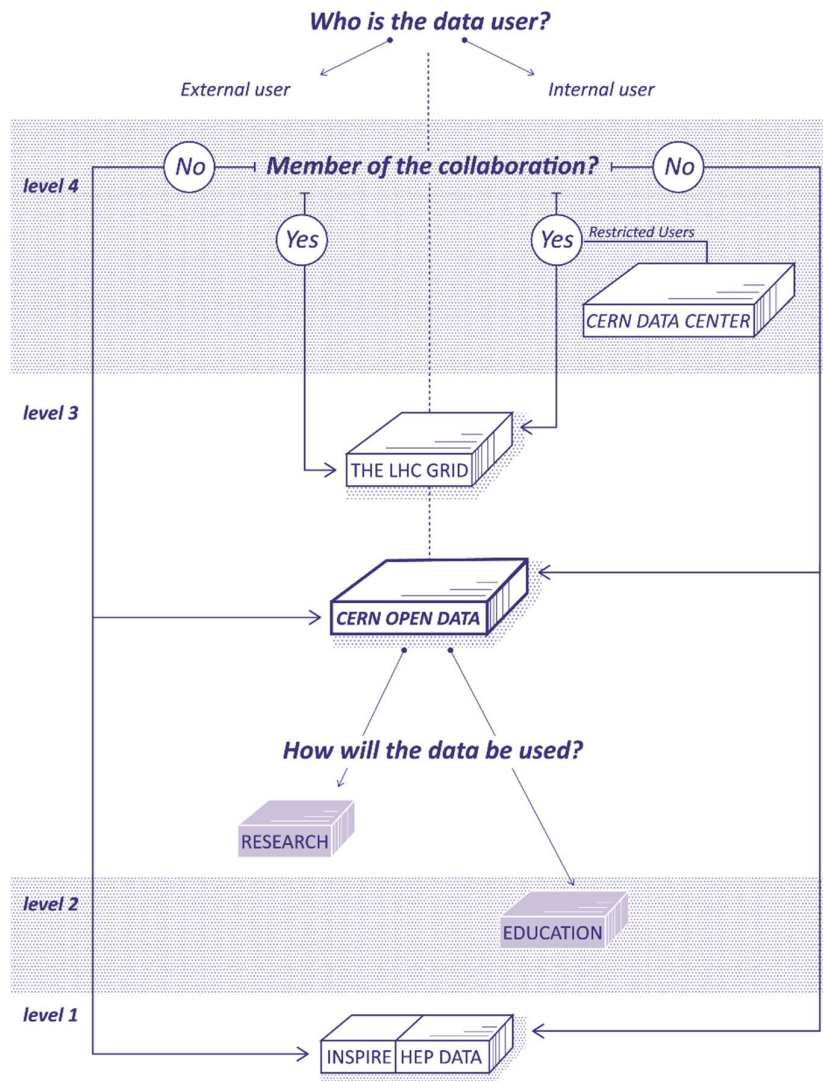 Who is the data user?
External user
Internal user
level 4
No
Member of the collaboration?
No
Yes
Yes
Restricted Users
CERN DATA CENTER
level 3
THE LHC GRID
CERN OPEN DATA
How will the data be used?
RESEARCH
level 2
EDUCATION
level 1
INSPIRE
HEP DATA